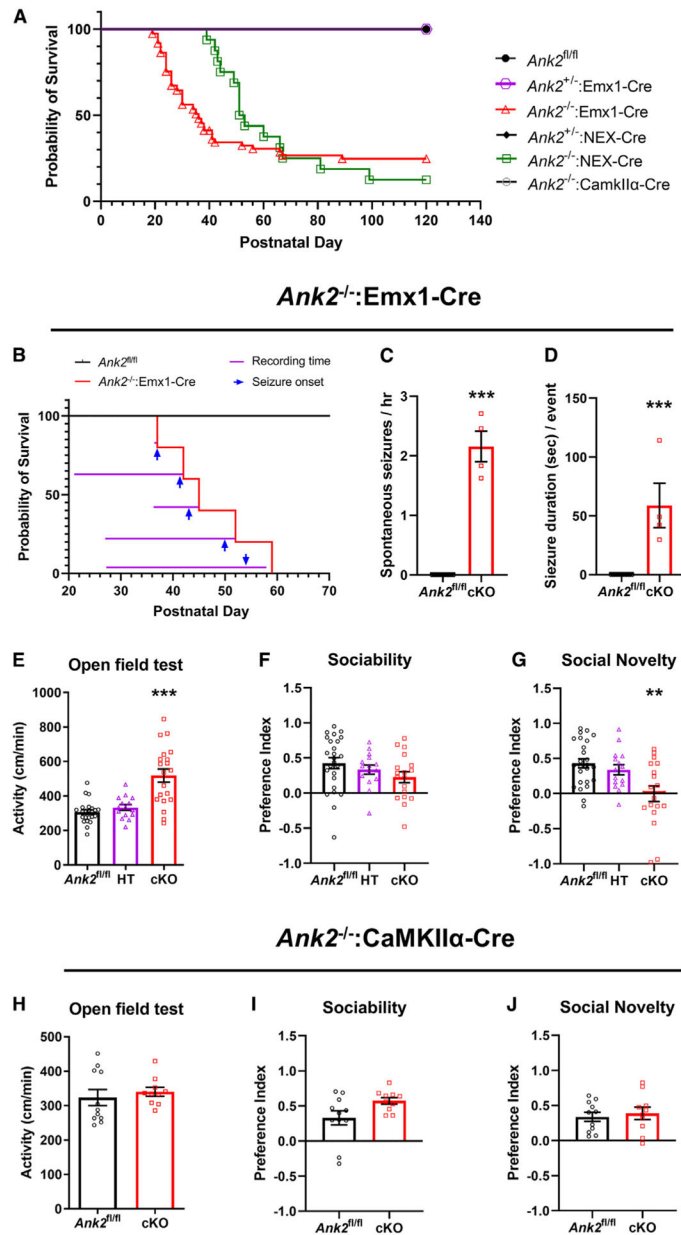 A
Probability of Survival
100
50
0
0 20 40 60 80 100 120 140
Postnatal Day
Ank2fl/fl
Ank2+/-:Emx1-Cre
Ank2-/-:Emx1-Cre
Ank2+/-:NEX-Cre
Ank2-/-:NEX-Cre
Ank2-/-:CamkIIα-Cre
Ank2-/-:Emx1-Cre
B
Ank2fl/fl
Ank2-/-:Emx1-Cre
Recording time
Seizure onset
Probability of Survival
100
50
0
20 30 40 50 60 70
Postnatal Day
C
Spontaneous seizures / hr
3
2
1
0
***
Ank2fl/fl cKO
D
Siezure duration (sec) / event
150
100
50
0
***
Ank2fl/fl cKO
E
Open field test
Activity (cm/min)
1000
800
600
400
200
0
***
Ank2fl/fl HT cKO
F
Sociability
Preference Index
1.5
1.0
0.5
0.0
0.5
-1.0
Ank2fl/fl HT cKO
G
Social Novelty
Preference Index
1.5
1.0
0.5
0.0
0.5
-1.0
**
Ank2fl/fl HT cKO
Ank2-/-:CaMKIIα-Cre
H
Open field test
Activity (cm/min)
500
400
300
200
100
0
Ank2fl/fl cKO
I
Sociability
Preference Index
1.5
1.0
0.5
0.0
0.5
-1.0
Ank2fl/fl cKO
J
Social Novelty
Preference Index
1.5
1.0
0.5
0.0
0.5
-1.0
Ank2fl/fl cKO